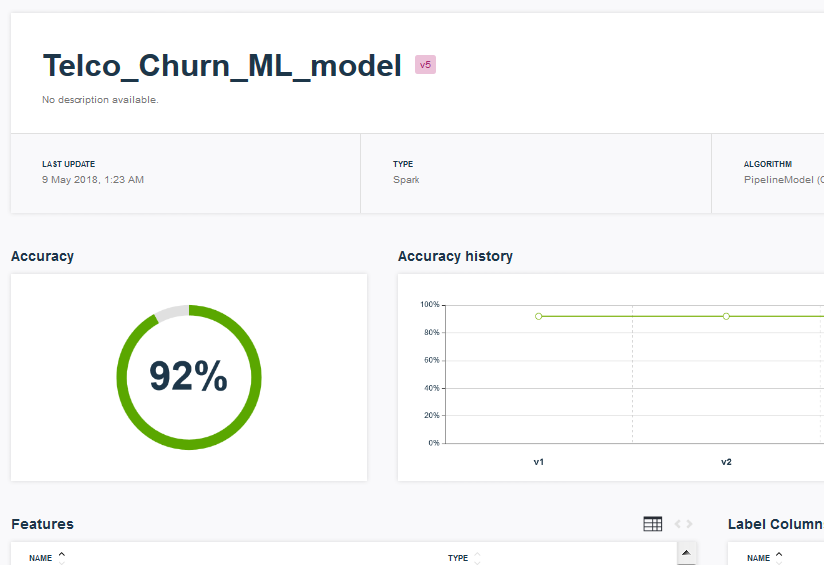 Telco_Churn_ML_model v5
No description available.
LAST UPDATE
9 May 2018, 1:23 AM
TYPE
Spark
ALGORITHM
PipelineModel (
Accuracy
92%
Accuracy history
100%
80%
60%
40%
20%
0%
v1 v2
Features
NAME TYPE
Label Column
NAME